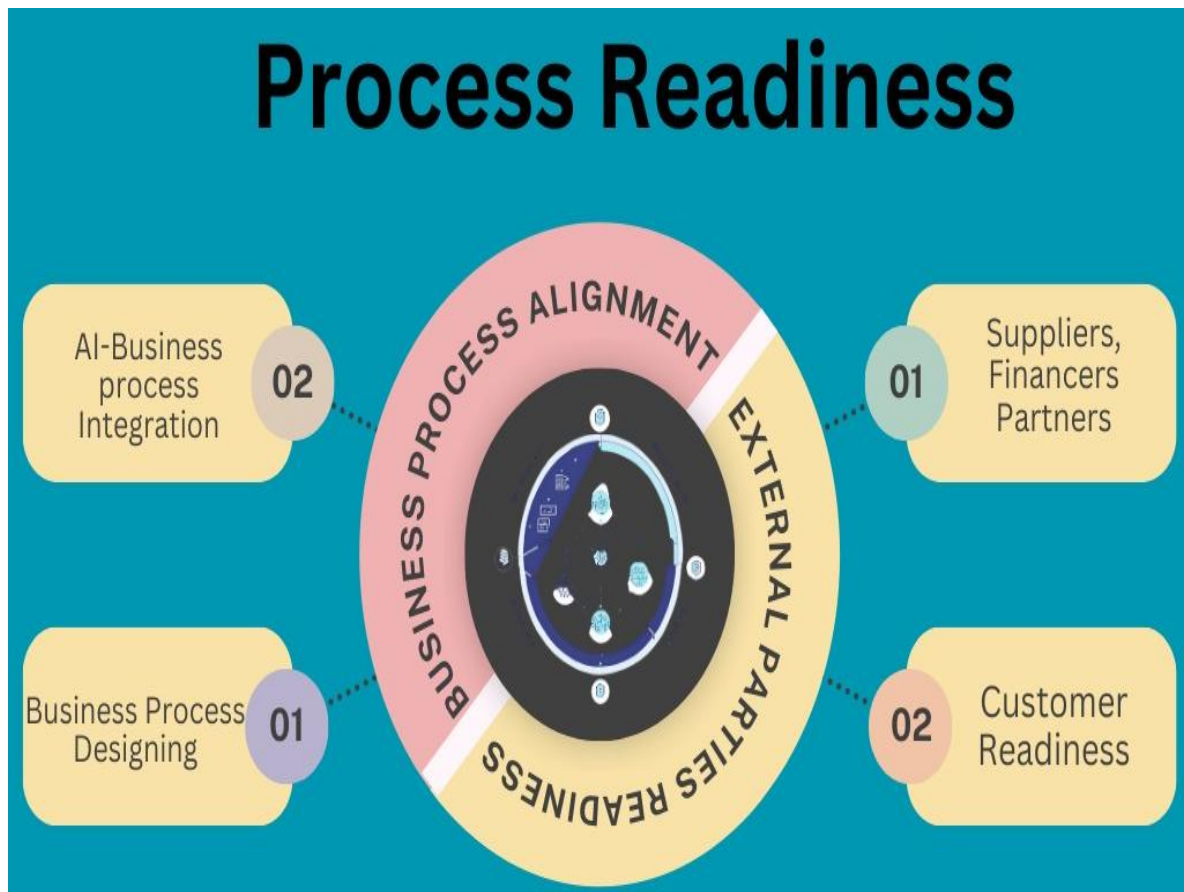 Process Readiness
BUSINESS PROCESS ALIGNMENT
EXTERNAL PARTIES READINESS
AI-Business
process
Integration
02
Business Process
Designing
01
01
Suppliers,
Financers
Partners
02
Customer
Readiness